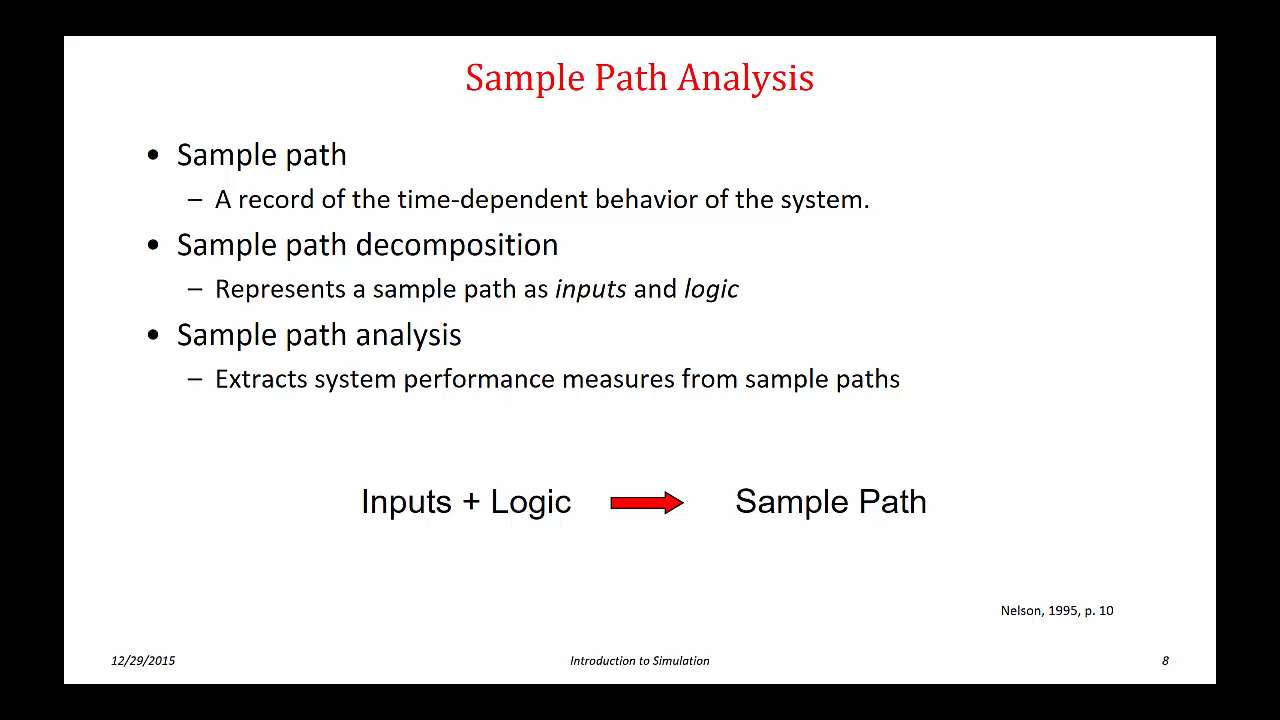 Sample Path Analysis
• Sample path
– A record of the time-dependent behavior of the system.
• Sample path decomposition
– Represents a sample path as inputs and logic
• Sample path analysis
– Extracts system performance measures from sample paths
Inputs + Logic Sample Path
Nelson, 1995, p. 10
12/29/2015 Introduction to Simulation 8